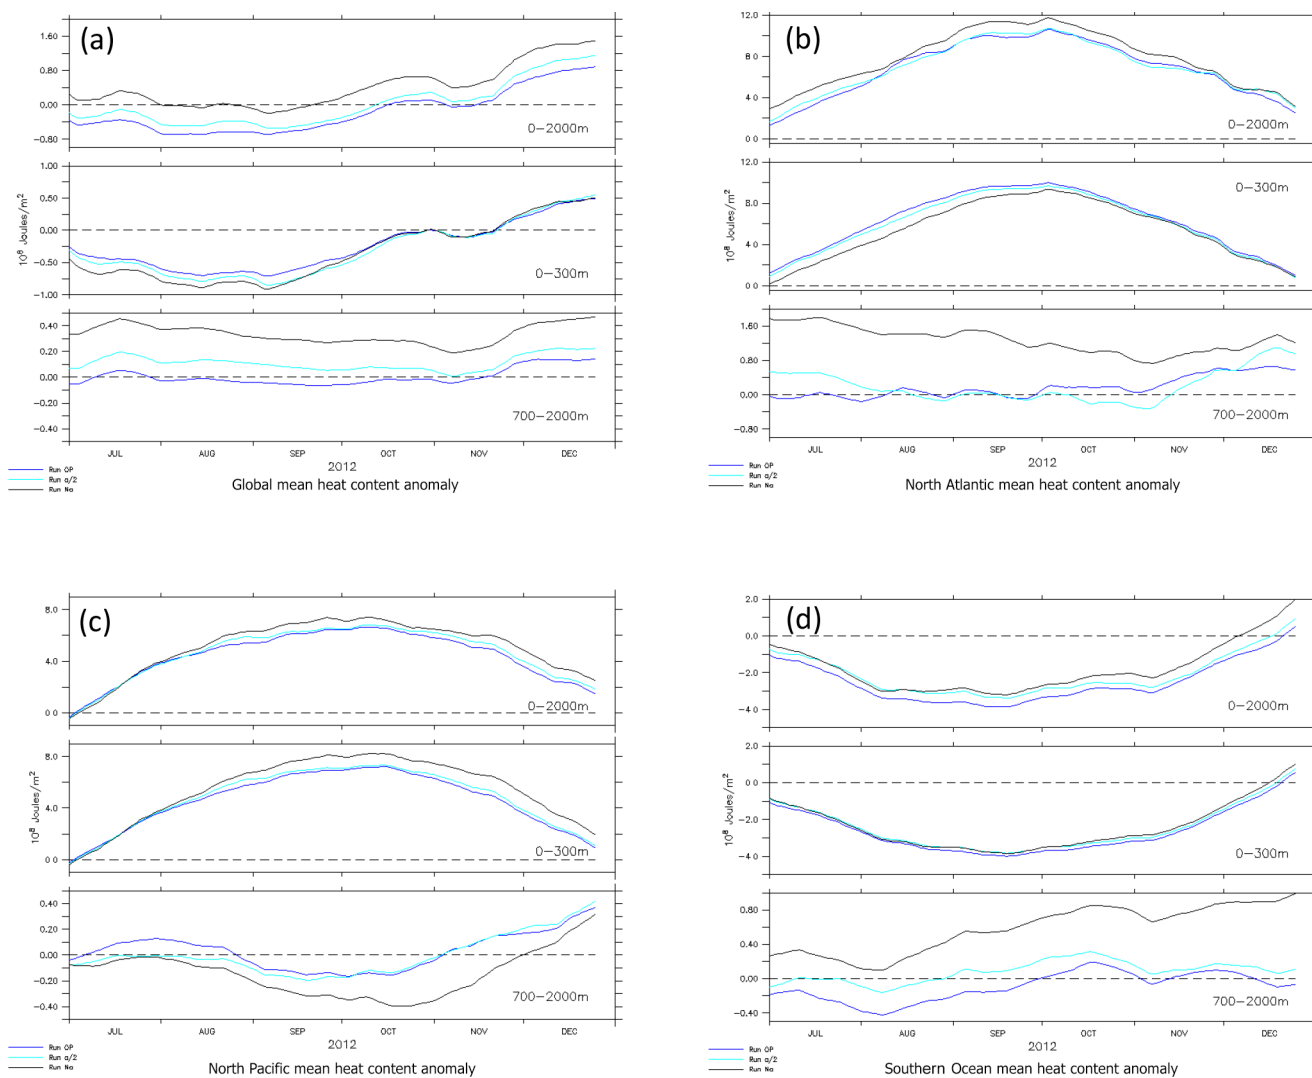 (a)
1.60
0.80
0.00
−0.80
0−2000m
1.00
0.50
0.00
−0.50
−1.00
0−300m
10⁸ Joules/m²
0.40
0.20
0.00
−0.20
−0.40
700−2000m
JUL AUG SEP OCT NOV DEC
2012
Run OP
Run a/2
Run No
Global mean heat content anomaly
(b)
12.0
8.0
4.0
0.0
0−2000m
12.0
8.0
4.0
0.0
0−300m
10⁸ Joules/m²
1.60
0.80
0.00
−0.80
700−2000m
JUL AUG SEP OCT NOV DEC
2012
Run OP
Run a/2
Run No
North Atlantic mean heat content anomaly
(c)
8.0
4.0
0.0
0−2000m
8.0
4.0
0.0
0−300m
10⁸ Joules/m²
0.40
0.20
0.00
−0.20
−0.40
700−2000m
JUL AUG SEP OCT NOV DEC
2012
Run OP
Run a/2
Run No
North Pacific mean heat content anomaly
(d)
2.0
0.0
−2.0
−4.0
0−2000m
2.0
0.0
−2.0
−4.0
0−300m
10⁸ Joules/m²
0.80
0.40
0.00
−0.40
700−2000m
JUL AUG SEP OCT NOV DEC
2012
Run OP
Run a/2
Run No
Southern Ocean mean heat content anomaly